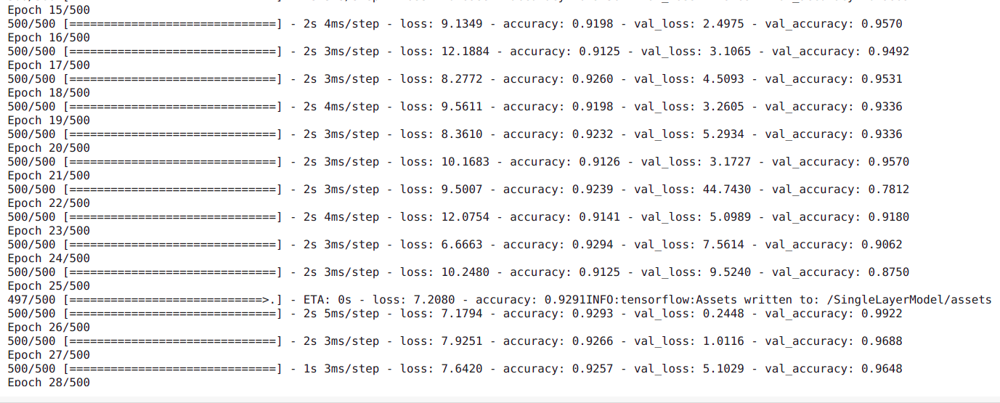 Epoch 15/500
500/500 [==============================] - 2s 4ms/step - loss: 9.1349 - accuracy: 0.9198 - val_loss: 2.4975 - val_accuracy: 0.9570
Epoch 16/500
500/500 [==============================] - 2s 3ms/step - loss: 12.1884 - accuracy: 0.9125 - val_loss: 3.1065 - val_accuracy: 0.9492
Epoch 17/500
500/500 [==============================] - 2s 3ms/step - loss: 8.2772 - accuracy: 0.9260 - val_loss: 4.5093 - val_accuracy: 0.9531
Epoch 18/500
500/500 [==============================] - 2s 4ms/step - loss: 9.5611 - accuracy: 0.9198 - val_loss: 3.2605 - val_accuracy: 0.9336
Epoch 19/500
500/500 [==============================] - 2s 3ms/step - loss: 8.3610 - accuracy: 0.9232 - val_loss: 5.2934 - val_accuracy: 0.9336
Epoch 20/500
500/500 [==============================] - 2s 3ms/step - loss: 10.1683 - accuracy: 0.9126 - val_loss: 3.1727 - val_accuracy: 0.9570
Epoch 21/500
500/500 [==============================] - 2s 3ms/step - loss: 9.5007 - accuracy: 0.9239 - val_loss: 44.7430 - val_accuracy: 0.7812
Epoch 22/500
500/500 [==============================] - 2s 4ms/step - loss: 12.0754 - accuracy: 0.9141 - val_loss: 5.0989 - val_accuracy: 0.9180
Epoch 23/500
500/500 [==============================] - 2s 3ms/step - loss: 6.6663 - accuracy: 0.9294 - val_loss: 7.5614 - val_accuracy: 0.9062
Epoch 24/500
500/500 [==============================] - 2s 3ms/step - loss: 10.2480 - accuracy: 0.9125 - val_loss: 9.5240 - val_accuracy: 0.8750
Epoch 25/500
497/500 [============================>.] - ETA: 0s - loss: 7.2080 - accuracy: 0.9291INFO:tensorflow:Assets written to: /SingleLayerModel/assets
500/500 [==============================] - 2s 5ms/step - loss: 7.1794 - accuracy: 0.9293 - val_loss: 0.2448 - val_accuracy: 0.9922
Epoch 26/500
500/500 [==============================] - 2s 3ms/step - loss: 7.9251 - accuracy: 0.9266 - val_loss: 1.0116 - val_accuracy: 0.9688
Epoch 27/500
500/500 [==============================] - 1s 3ms/step - loss: 7.6420 - accuracy: 0.9257 - val_loss: 5.1029 - val_accuracy: 0.9648
Epoch 28/500